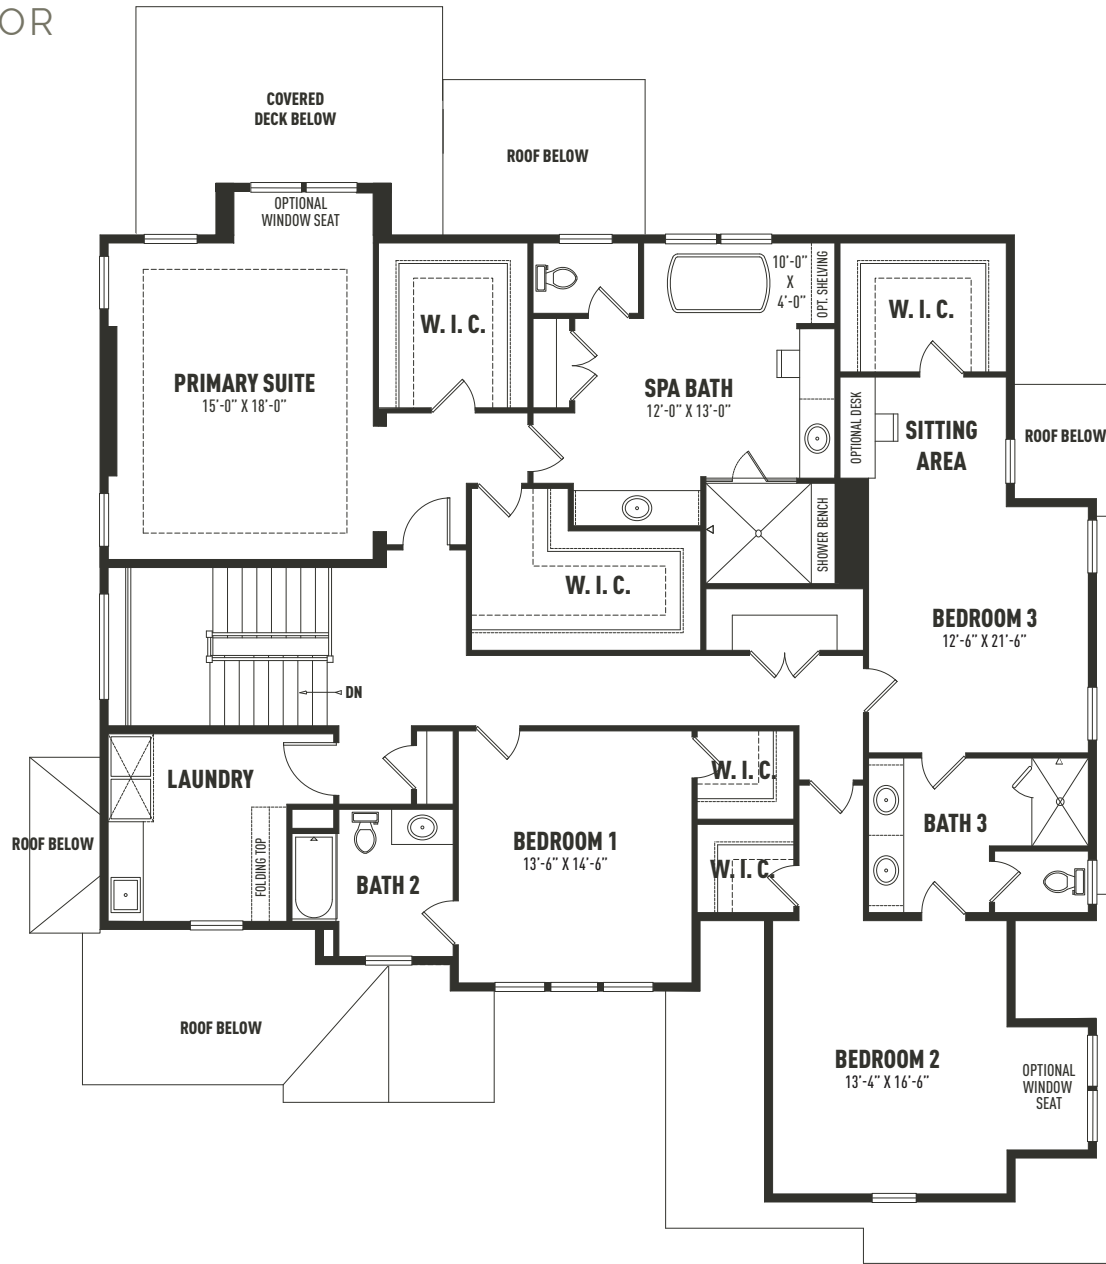 OR
COVERED
DECK BELOW
ROOF BELOW
OPTIONAL
WINDOW SEAT
10'-0"
X
4'-0"
OPT. SHELVING
W. I. C.
W. I. C.
PRIMARY SUITE
15'-0" X 18'-0"
SPA BATH
12'-0" X 13'-0"
OPTIONAL DESK
SITTING
AREA
ROOF BELOW
SHOWER BENCH
W. I. C.
BEDROOM 3
12'-6" X 21'-6"
DN
LAUNDRY
W. I. C.
ROOF BELOW
FOLDING TOP
BATH 2
BEDROOM 1
13'-6" X 14'-6"
W. I. C.
BATH 3
ROOF BELOW
BEDROOM 2
13'-4" X 16'-6"
OPTIONAL
WINDOW
SEAT